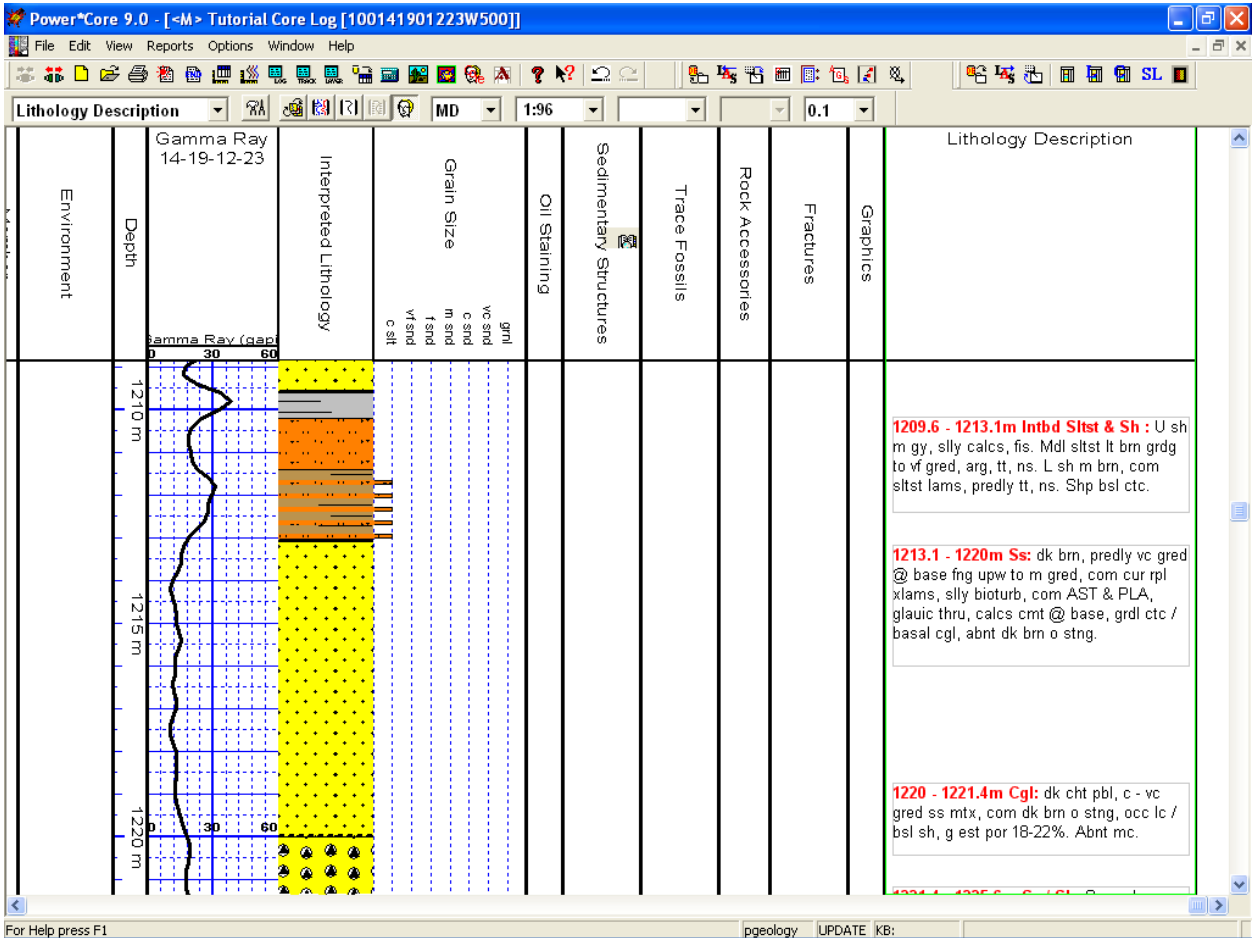 Power*Core 9.0 - [<M> Tutorial Core Log [100141901223W500]]
File Edit View Reports Options Window Help
SL
Lithology Description MD 1:96 0.1
Environment
Depth
Gamma Ray
14-19-12-23
Gamma Ray (gapi
0 30 60
Interpreted Lithology
Grain Size
c slt
vf snd
f snd
m snd
c snd
vc snd
grnl
Oil Staining
Sedimentary Structures
Trace Fossils
Rock Accessories
Fractures
Graphics
Lithology Description
1210 m
1215 m
1220 m
0 30 60
1209.6 - 1213.1m Intbd Sltst & Sh : U sh
m gy, slly calcs, fis. Mdl sltst lt brn grdg
to vf gred, arg, tt, ns. L sh m brn, com
sltst lams, predly tt, ns. Shp bsl ctc.
1213.1 - 1220m Ss: dk brn, predly vc gred
@ base fng upw to m gred, com cur rpl
xlams, slly bioturb, com AST & PLA,
glauic thru, calcs cmt @ base, grdl ctc /
basal cgl, abnt dk brn o stng.
1220 - 1221.4m Cgl: dk cht pbl, c - vc
gred ss mtx, com dk brn o stng, occ lc /
bsl sh, g est por 18-22%. Abnt mc.
For Help press F1
pgeology UPDATE KB: